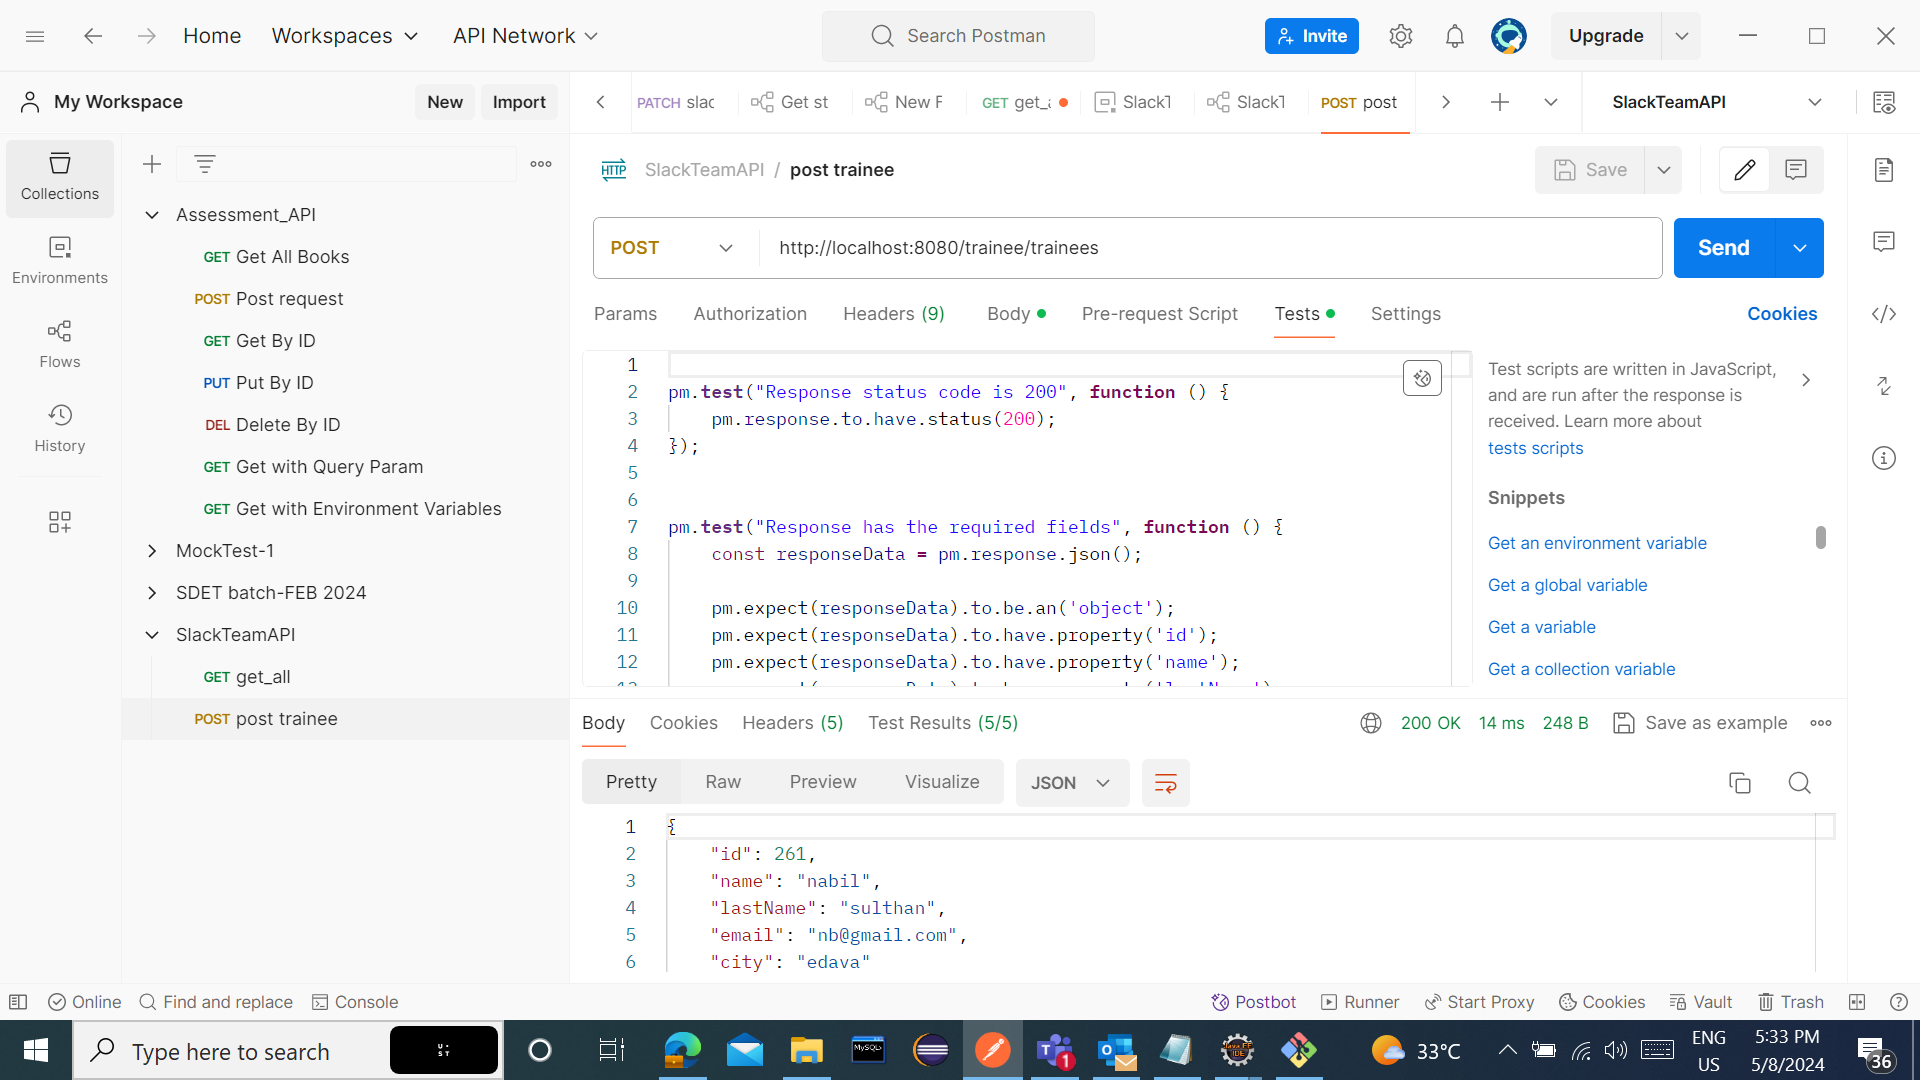 Home Workspaces API Network Search Postman Invite Upgrade
My Workspace New Import PATCH slac Get st New F GET get_a SlackT SlackT POST post SlackTeamAPI
Collections
Environments
Flows
History
Assessment_API
GET Get All Books
POST Post request
GET Get By ID
PUT Put By ID
DEL Delete By ID
GET Get with Query Param
GET Get with Environment Variables
MockTest-1
SDET batch-FEB 2024
SlackTeamAPI
GET get_all
POST post trainee
HTTP SlackTeamAPI / post trainee Save
POST http://localhost:8080/trainee/trainees Send
Params Authorization Headers (9) Body Pre-request Script Tests Settings Cookies
1
2 pm.test("Response status code is 200", function () {
3 pm.response.to.have.status(200);
4 });
5
6
7 pm.test("Response has the required fields", function () {
8 const responseData = pm.response.json();
9
10 pm.expect(responseData).to.be.an('object');
11 pm.expect(responseData).to.have.property('id');
12 pm.expect(responseData).to.have.property('name');
Test scripts are written in JavaScript,
and are run after the response is
received. Learn more about
tests scripts
Snippets
Get an environment variable
Get a global variable
Get a variable
Get a collection variable
Body Cookies Headers (5) Test Results (5/5) 200 OK 14 ms 248 B Save as example
Pretty Raw Preview Visualize JSON
1 {
2 "id": 261,
3 "name": "nabil",
4 "lastName": "sulthan",
5 "email": "nb@gmail.com",
6 "city": "edava"
Online Find and replace Console Postbot Runner Start Proxy Cookies Vault Trash
Type here to search 33°C ENG 5:33 PM
US 5/8/2024 36